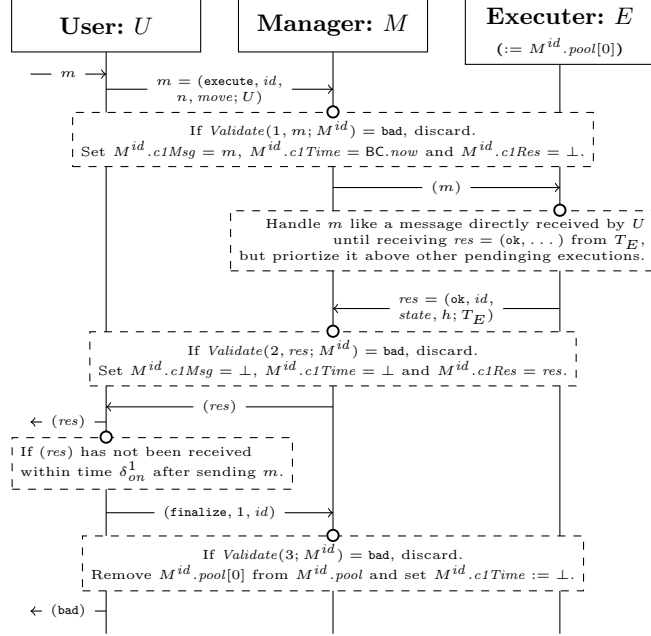 User: U
Manager: M
Executer: E
(:= M^{id}.pool[0])
m
m = (execute, id,
n, move; U)
If Validate(1, m; M^{id}) = bad, discard.
Set M^{id}.c1Msg = m, M^{id}.c1Time = BC.now and M^{id}.c1Res = ⊥.
(m)
Handle m like a message directly received by U
until receiving res = (ok, . . . ) from T_E,
but priortize it above other pendinging executions.
res = (ok, id,
state, h; T_E)
If Validate(2, res; M^{id}) = bad, discard.
Set M^{id}.c1Msg = ⊥, M^{id}.c1Time = ⊥ and M^{id}.c1Res = res.
(res)
(res)
If (res) has not been received
within time δ^1_{on} after sending m.
(finalize, 1, id)
If Validate(3; M^{id}) = bad, discard.
Remove M^{id}.pool[0] from M^{id}.pool and set M^{id}.c1Time := ⊥.
(bad)